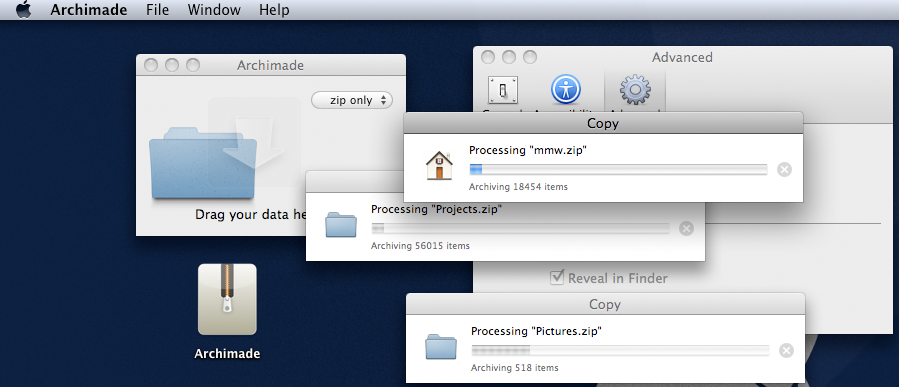 Archimade File Window Help
Archimade
zip only
Drag your data he
Advanced
Copy
Processing "mmw.zip"
Archiving 18454 items
Processing "Projects.zip"
Archiving 56015 items
Reveal in Finder
Copy
Processing "Pictures.zip"
Archiving 518 items
Archimade